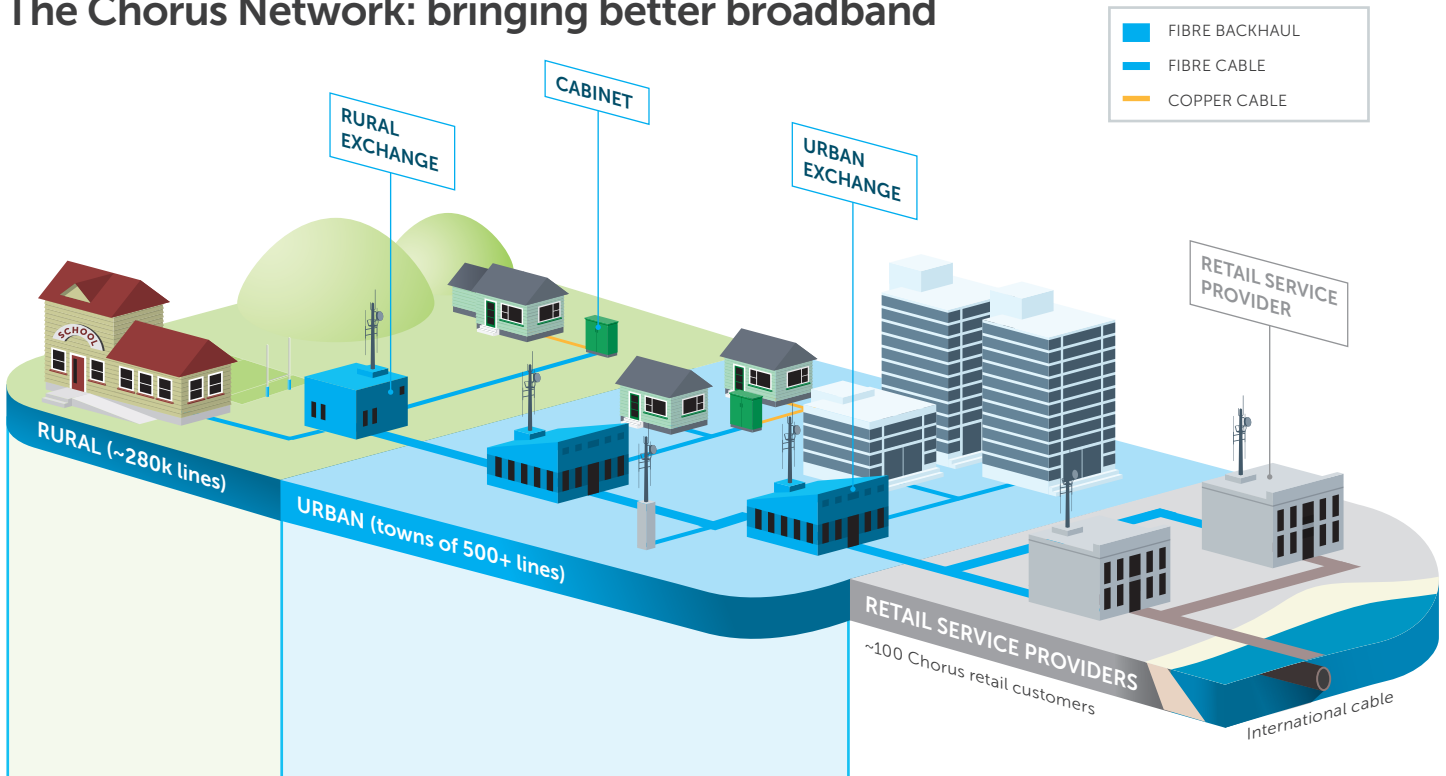 The Chorus Network: bringing better broadband
FIBRE BACKHAUL
FIBRE CABLE
COPPER CABLE
CABINET
RURAL
EXCHANGE
URBAN
EXCHANGE
RETAIL SERVICE
PROVIDER
SCHOOL
RURAL (~280k lines)
URBAN (towns of 500+ lines)
RETAIL SERVICE PROVIDERS
~100 Chorus retail customers
International cable